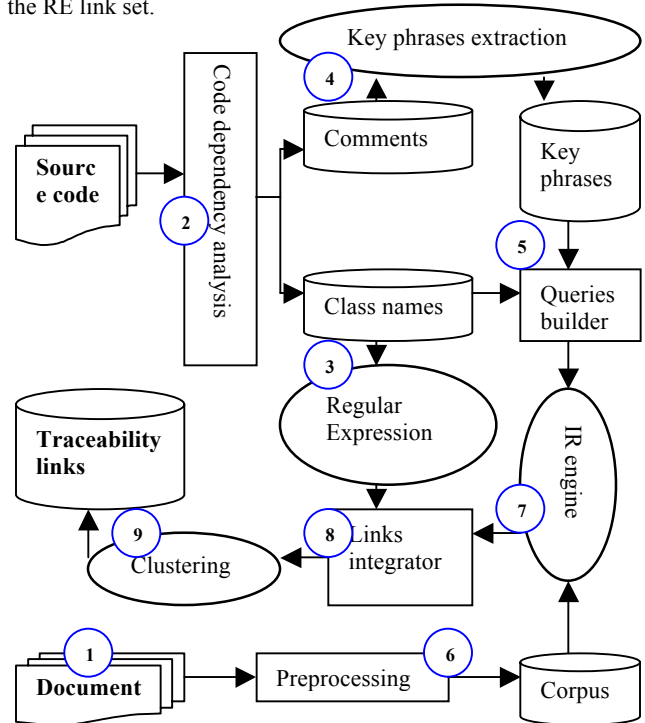 the RE link set.
Key phrases extraction
4
Comments
Code dependency analysis
Sourc
e code
2
Key
phrases
5
Class names
Queries
builder
3
Regular
Expression
Traceability
links
IR engine
7
8
Links
integrator
9
Clustering
1
Document
Preprocessing
6
Corpus